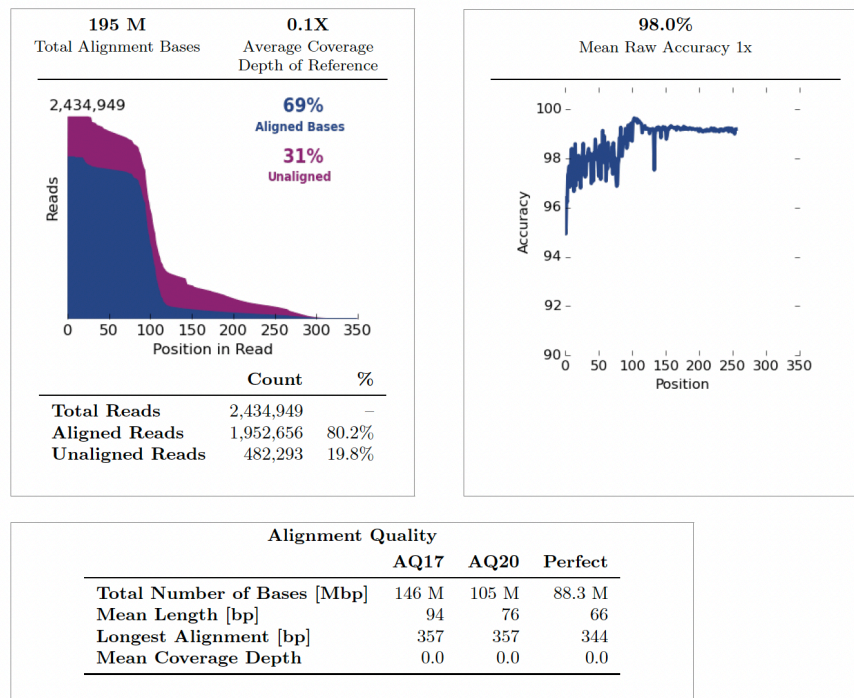 195 M 0.1X
Total Alignment Bases Average Coverage
Depth of Reference
2,434,949
69%
Aligned Bases
31%
Unaligned
Reads
0 50 100 150 200 250 300 350
Position in Read
Count %
Total Reads 2,434,949 –
Aligned Reads 1,952,656 80.2%
Unaligned Reads 482,293 19.8%
98.0%
Mean Raw Accuracy 1x
100
98
96
94
92
90
Accuracy
0 50 100 150 200 250 300 350
Position
Alignment Quality
AQ17 AQ20 Perfect
Total Number of Bases [Mbp] 146 M 105 M 88.3 M
Mean Length [bp] 94 76 66
Longest Alignment [bp] 357 357 344
Mean Coverage Depth 0.0 0.0 0.0